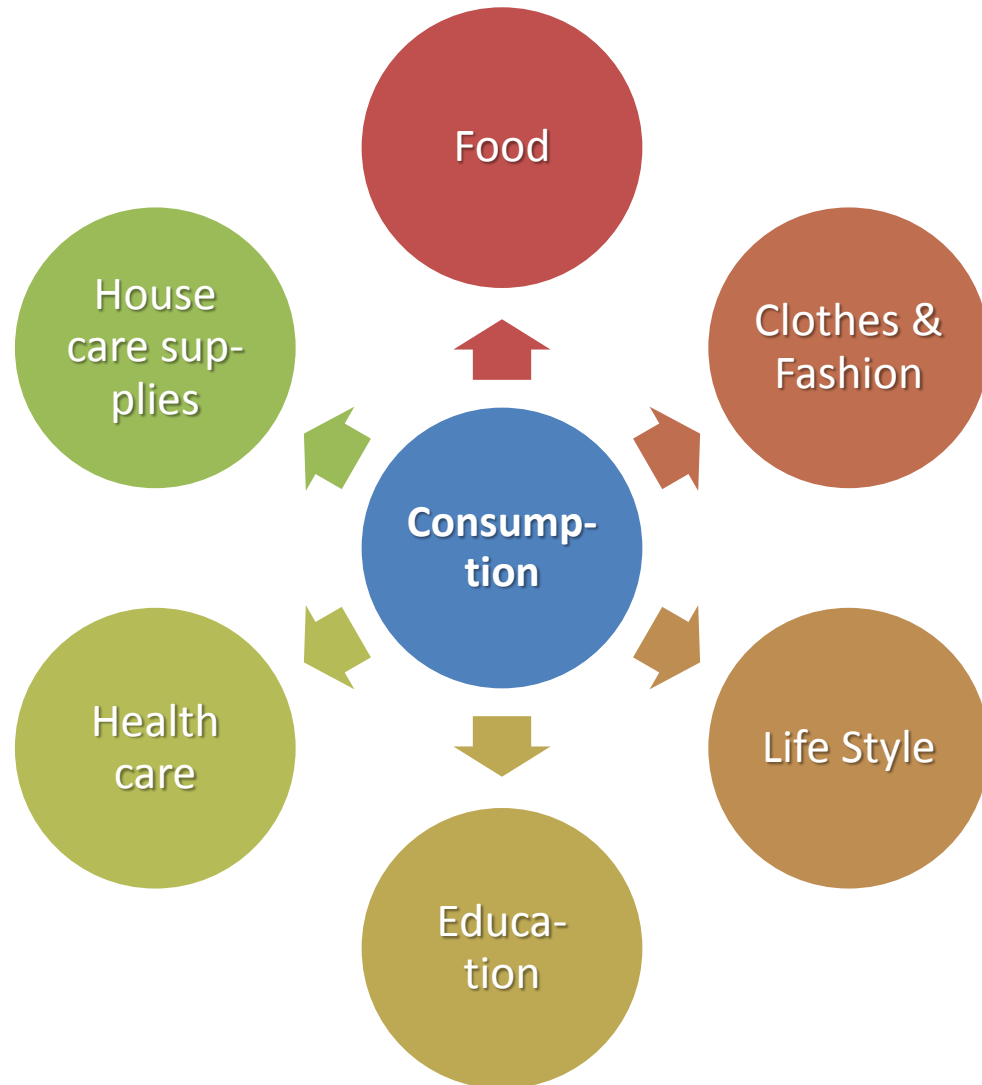 Food
House
care sup-
plies
Clothes &
Fashion
Consump-
tion
Health
care
Life Style
Educa-
tion